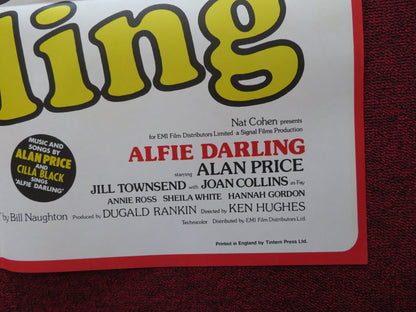 ling
Nat Cohen presents
for EMI Film Distributors Limited a Signal Films Production
ALFIE DARLING
starring ALAN PRICE
JILL TOWNSEND with JOAN COLLINS as Fay
ANNIE ROSS SHEILA WHITE HANNAH GORDON
by Bill Naughton Produced by DUGALD RANKIN Directed by KEN HUGHES
Technicolor Distributed by EMI Film Distributors Ltd.
MUSIC AND
SONGS BY
ALAN PRICE
AND
CILLA BLACK
SINGS
'ALFIE DARLING'
Printed in England by Tintern Press Ltd.